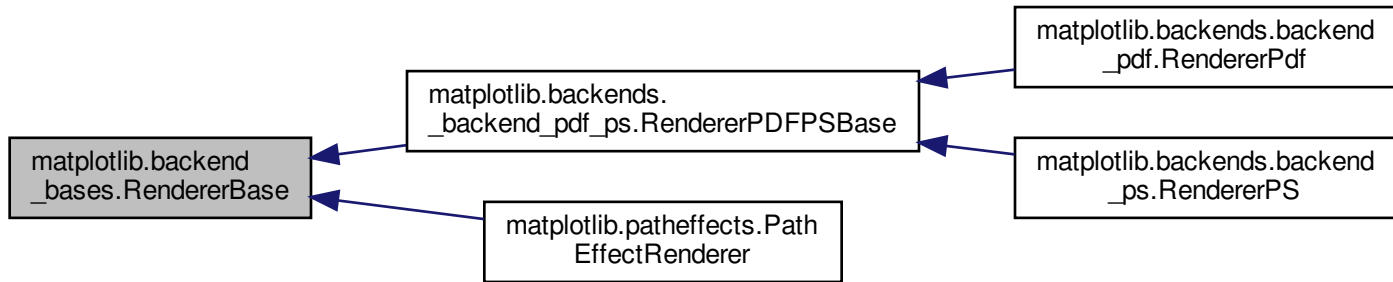 matplotlib.backend
_bases.RendererBase
matplotlib.backends.
_backend_pdf_ps.RendererPDFPSBase
matplotlib.patheffects.Path
EffectRenderer
matplotlib.backends.backend
_pdf.RendererPdf
matplotlib.backends.backend
_ps.RendererPS